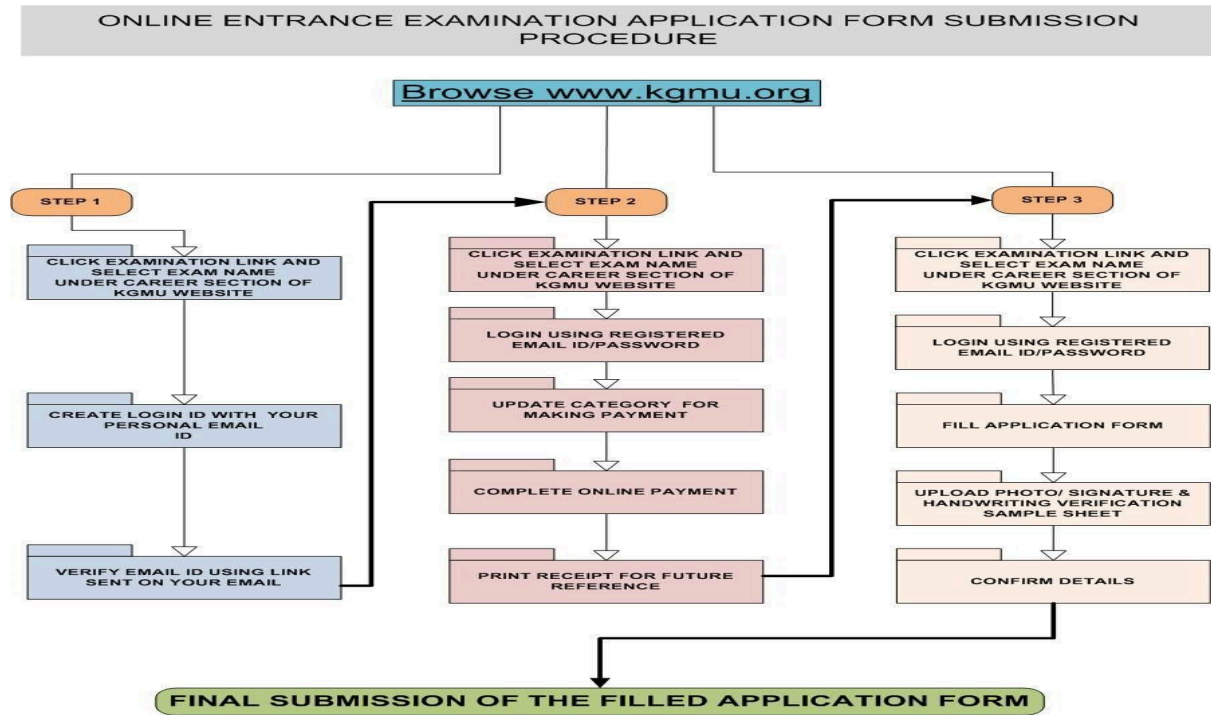 ONLINE ENTRANCE EXAMINATION APPLICATION FORM SUBMISSION
PROCEDURE
Browse www.kgmu.org
STEP 1
CLICK EXAMINATION LINK AND
SELECT EXAM NAME
UNDER CAREER SECTION OF
KGMU WEBSITE
CREATE LOGIN ID WITH YOUR
PERSONAL EMAIL
ID
VERIFY EMAIL ID USING LINK
SENT ON YOUR EMAIL
STEP 2
CLICK EXAMINATION LINK AND
SELECT EXAM NAME
UNDER CAREER SECTION OF
KGMU WEBSITE
LOGIN USING REGISTERED
EMAIL ID/PASSWORD
UPDATE CATEGORY FOR
MAKING PAYMENT
COMPLETE ONLINE PAYMENT
PRINT RECEIPT FOR FUTURE
REFERENCE
STEP 3
CLICK EXAMINATION LINK AND
SELECT EXAM NAME
UNDER CAREER SECTION OF
KGMU WEBSITE
LOGIN USING REGISTERED
EMAIL ID/PASSWORD
FILL APPLICATION FORM
UPLOAD PHOTO/ SIGNATURE &
HANDWRITING VERIFICATION
SAMPLE SHEET
CONFIRM DETAILS
FINAL SUBMISSION OF THE FILLED APPLICATION FORM